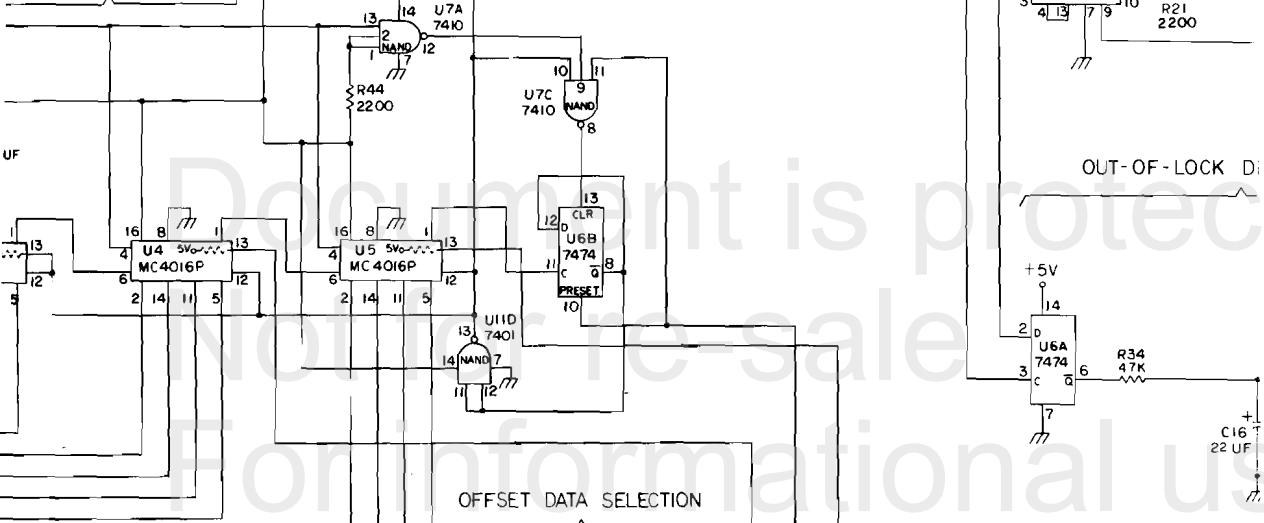 14 U7A
13 7410
2
NAND 12
1 7
3 10
4 13 7 9 R21
2200
R44
2200
10 11
U7C 9
7410 NAND
8
UF
OUT-OF-LOCK D
Document is protec
13
CLR
12 D
U6B
7474
11 C Q̅ 8
PRESET
10
1
13
12
5
16 8 1
4 U4 5V 13
MC4016P
6 12
2 14 11 5
16 8 1
4 U5 5V 13
MC4016P
6 12
2 14 11 5
+5V
14
2 D
U6A
7474
3 C Q̅ 6
7
R34
47K
Not for re-sale
13 U11D
7401
14 NAND 7
11 12
+
C16
22 UF
For informational us
OFFSET DATA SELECTION